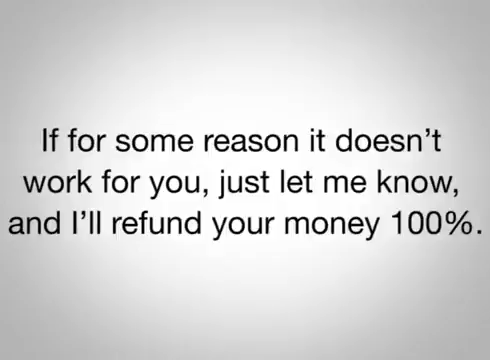 If for some reason it doesn’t
work for you, just let me know,
and I’ll refund your money 100%.